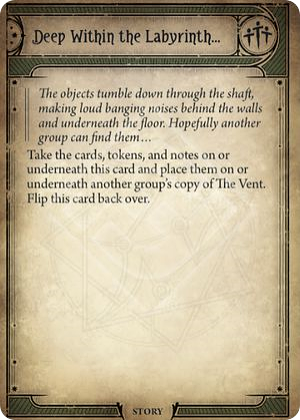 Deep Within the Labyrinth...
The objects tumble down through the shaft,
making loud banging noises behind the walls
and underneath the floor. Hopefully another
group can find them…
Take the cards, tokens, and notes on or
underneath this card and place them on or
underneath another group's copy of The Vent.
Flip this card back over.
STORY